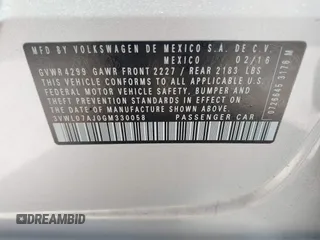 MFD BY VOLKSWAGEN DE MEXICO S.A. DE C.V.
MEXICO 02/16
GVWR 4299 GAWR FRONT 2227 / REAR 2183 LBS
THIS VEHICLE CONFORMS TO ALL APPLICABLE U.S.
FEDERAL MOTOR VEHICLE SAFETY, BUMPER AND THEFT
PREVENTION STANDARDS IN EFFECT ON THE DATE OF
MANUFACTURE SHOWN ABOVE.
3VWL07AJ0GM330058 PASSENGER CAR
DREAMBID